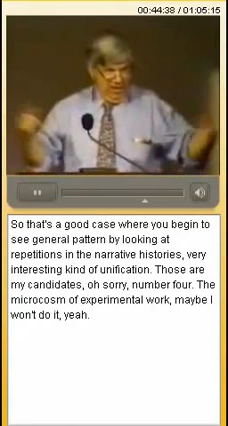 00:44:38 / 01:05:15
So that's a good case where you begin to
see general pattern by looking at
repetitions in the narrative histories, very
interesting kind of unification. Those are
my candidates, oh sorry, number four. The
microcosm of experimental work, maybe I
won't do it, yeah.